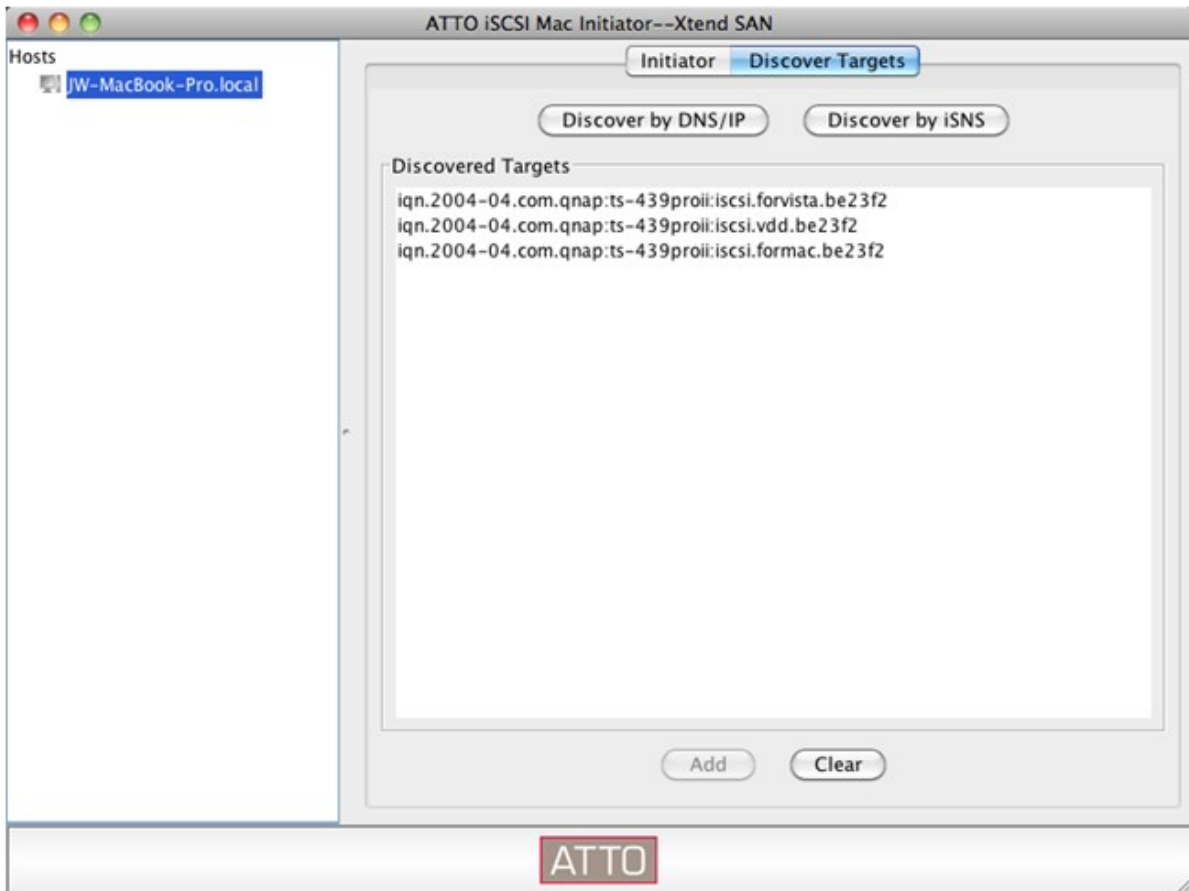 ATTO iSCSI Mac Initiator--Xtend SAN
Hosts
JW-MacBook-Pro.local
Initiator
Discover Targets
Discover by DNS/IP
Discover by iSNS
Discovered Targets
iqn.2004-04.com.qnap:ts-439proii:iscsi.forvista.be23f2
iqn.2004-04.com.qnap:ts-439proii:iscsi.vdd.be23f2
iqn.2004-04.com.qnap:ts-439proii:iscsi.formac.be23f2
Add
Clear
ATTO